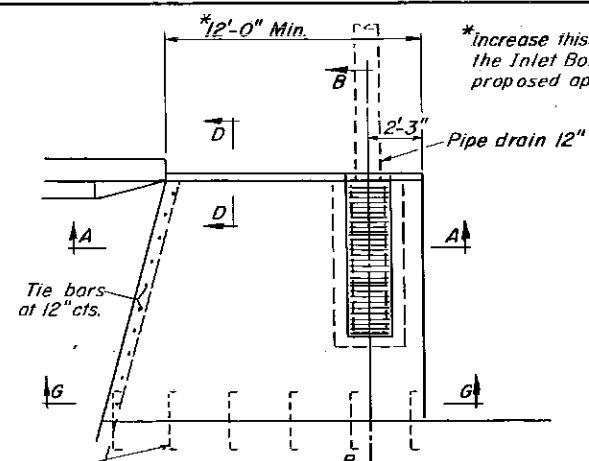 *12'-0" Min.
*Increase this
the Inlet Bo
proposed ap
B
2'-3"
D
Pipe drain 12"
D
A
A
Tie bars
at 12" cts.
G
G